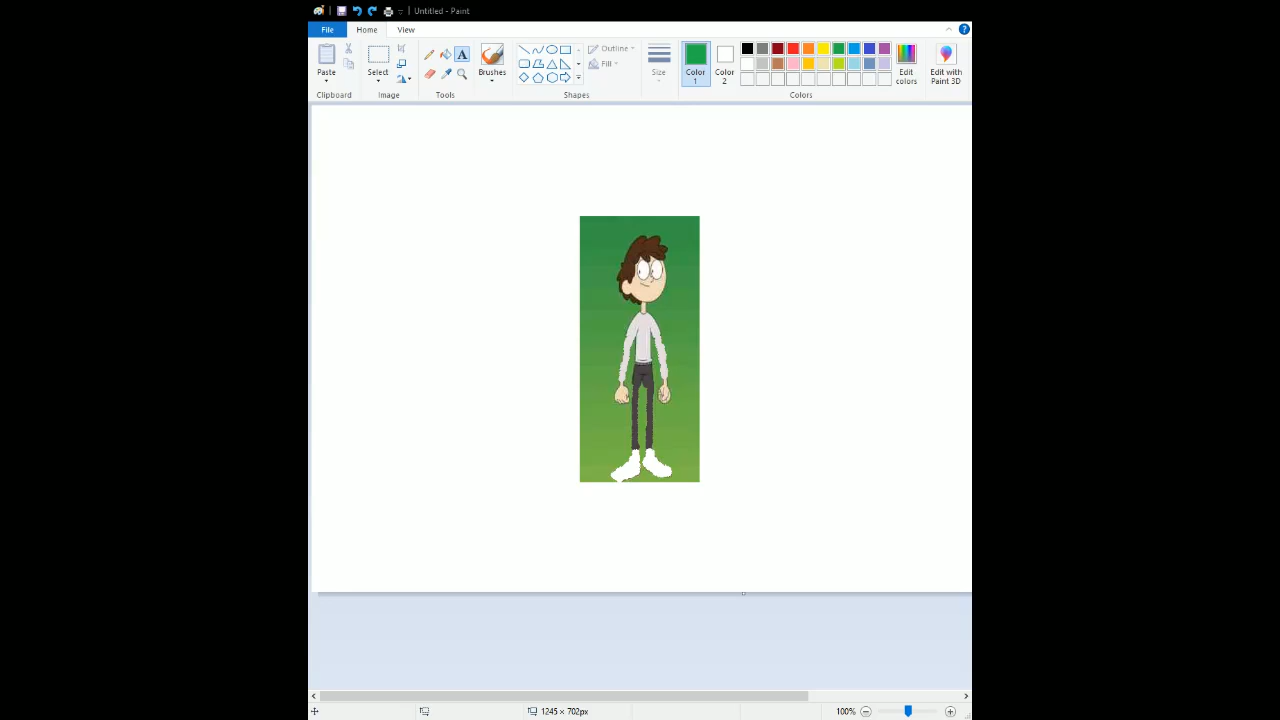 Untitled - Paint
File Home View
Paste
Select
Brushes
Outline
Fill
Size
Color 1
Color 2
Edit colors
Edit with Paint 3D
Clipboard
Image
Tools
Shapes
Colors
A
1245 × 702px
100%